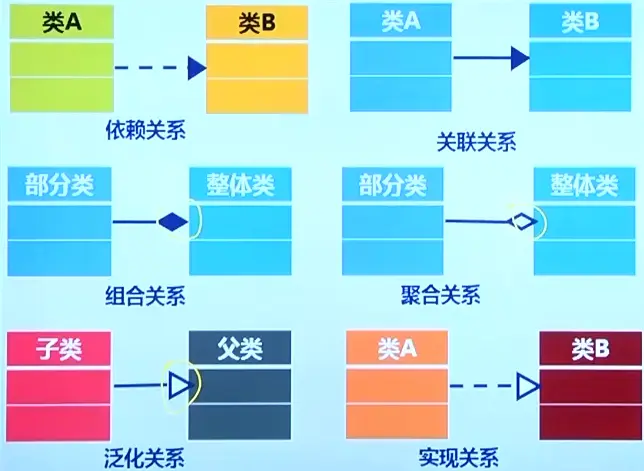 类A
类B
依赖关系
类A
类B
关联关系
部分类
整体类
组合关系
部分类
整体类
聚合关系
子类
父类
泛化关系
类A
类B
实现关系